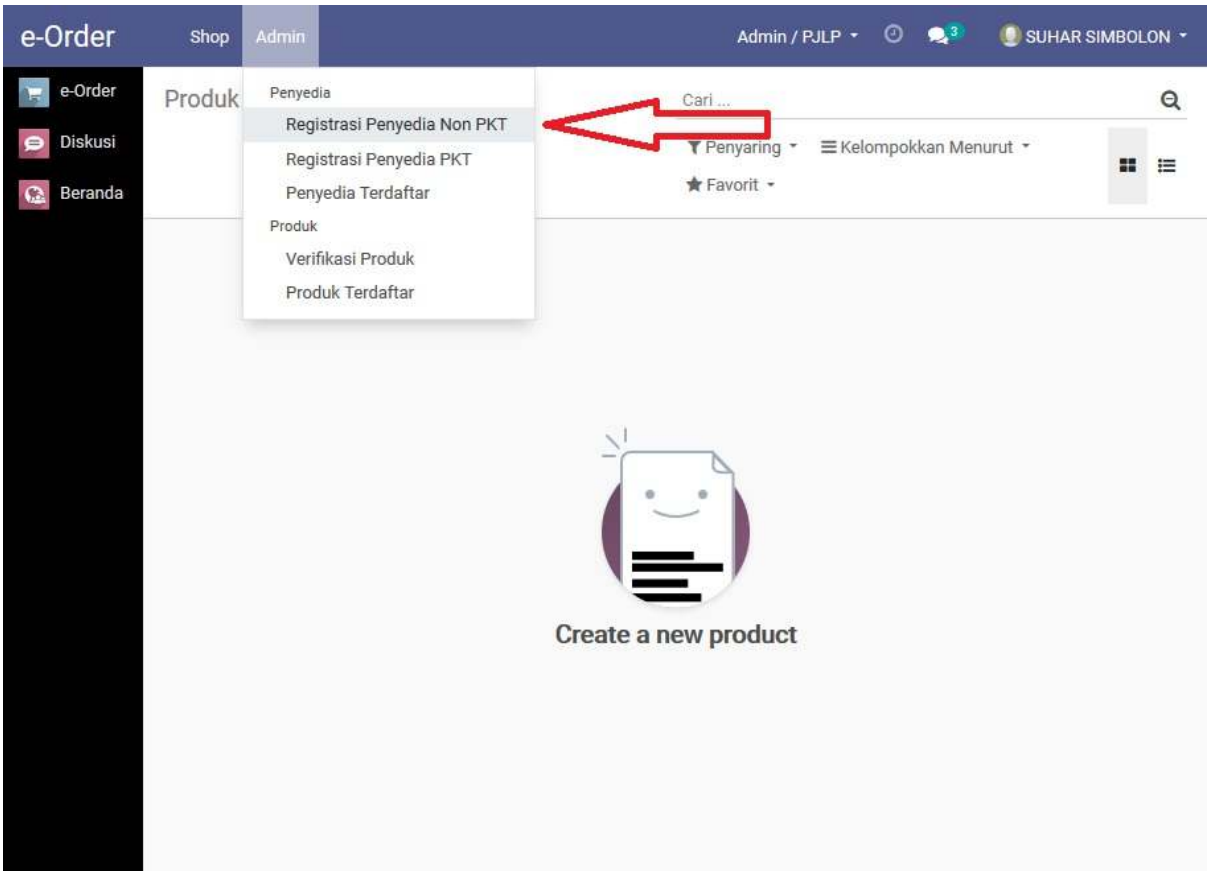 e-Order Shop Admin Admin / PJLP 3 SUHAR SIMBOLON
e-Order
Diskusi
Beranda
Produk
Penyedia
Registrasi Penyedia Non PKT
Registrasi Penyedia PKT
Penyedia Terdaftar
Produk
Verifikasi Produk
Produk Terdaftar
Cari ...
Penyaring Kelompokkan Menurut
Favorit
Create a new product